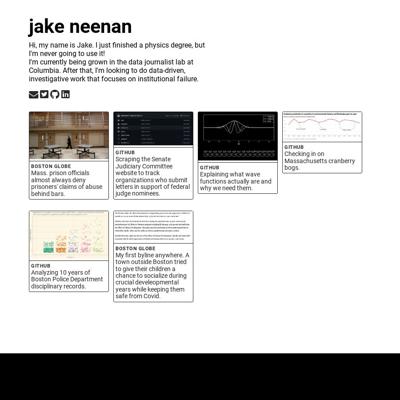 jake neenan
Hi, my name is Jake. I just finished a physics degree, but
I'm never going to use it!
I'm currently being grown in the data journalist lab at
Columbia. After that, I'm looking to do data-driven,
investigative work that focuses on institutional failure.
BOSTON GLOBE
Mass. prison officials
almost always deny
prisoners' claims of abuse
behind bars.
GITHUB
Scraping the Senate
Judiciary Committee
website to track
organizations who submit
letters in support of federal
judge nominees.
GITHUB
Explaining what wave
functions actually are and
why we need them.
GITHUB
Checking in on
Massachusetts cranberry
bogs.
GITHUB
Analyzing 10 years of
Boston Police Department
disciplinary records.
BOSTON GLOBE
My first byline anywhere. A
town outside Boston tried
to give their children a
chance to socialize during
crucial develeopmental
years while keeping them
safe from Covid.